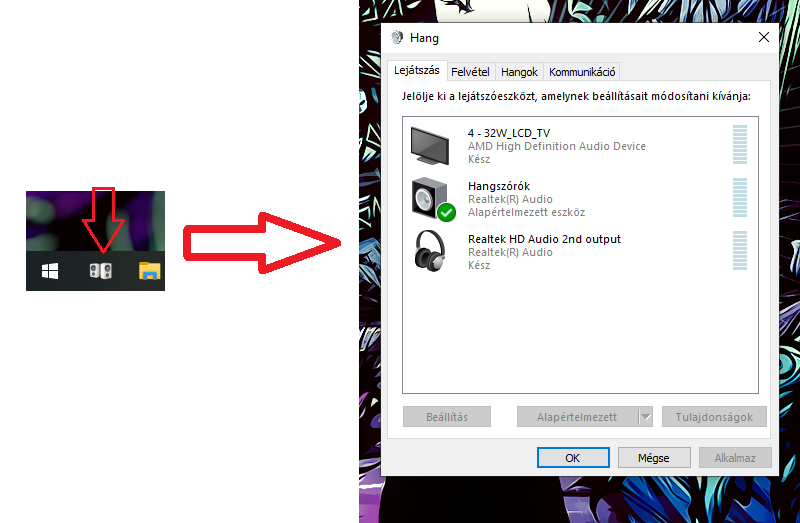 Hang
Lejátszás
Felvétel
Hangok
Kommunikáció
Jelölje ki a lejátszóeszközt, amelynek beállításait módosítani kívánja:
4 - 32W_LCD_TV
AMD High Definition Audio Device
Kész
Hangszórók
Realtek(R) Audio
Alapértelmezett eszköz
Realtek HD Audio 2nd output
Realtek(R) Audio
Kész
Beállítás
Alapértelmezett
Tulajdonságok
OK
Mégse
Alkalmaz